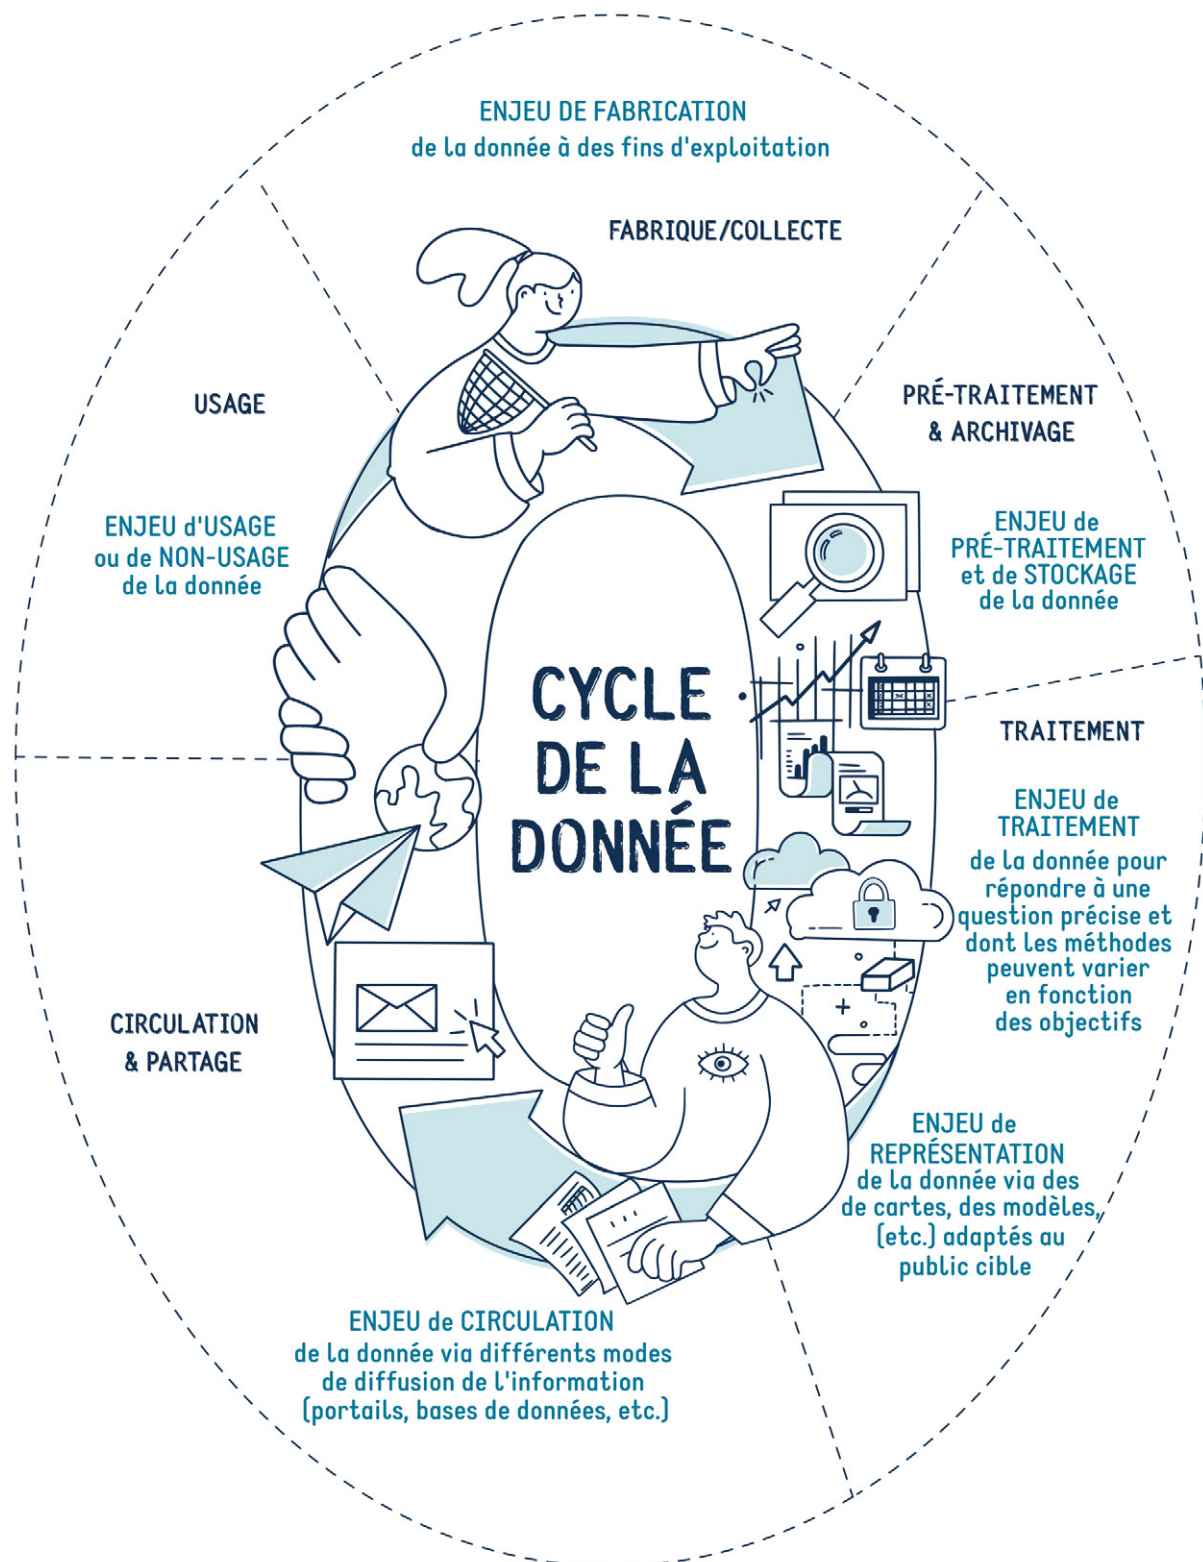 ENJEU DE FABRICATION
de la donnée à des fins d'exploitation
FABRIQUE/COLLECTE
PRÉ-TRAITEMENT
& ARCHIVAGE
ENJEU de
PRÉ-TRAITEMENT
et de STOCKAGE
de la donnée
TRAITEMENT
ENJEU de
TRAITEMENT
de la donnée pour
répondre à une
question précise et
dont les méthodes
peuvent varier
en fonction
des objectifs
ENJEU de
REPRÉSENTATION
de la donnée via des
de cartes, des modèles,
(etc.) adaptés au
public cible
ENJEU de CIRCULATION
de la donnée via différents modes
de diffusion de l'information
(portails, bases de données, etc.)
CIRCULATION
& PARTAGE
USAGE
ENJEU d'USAGE
ou de NON-USAGE
de la donnée
CYCLE
DE LA
DONNÉE